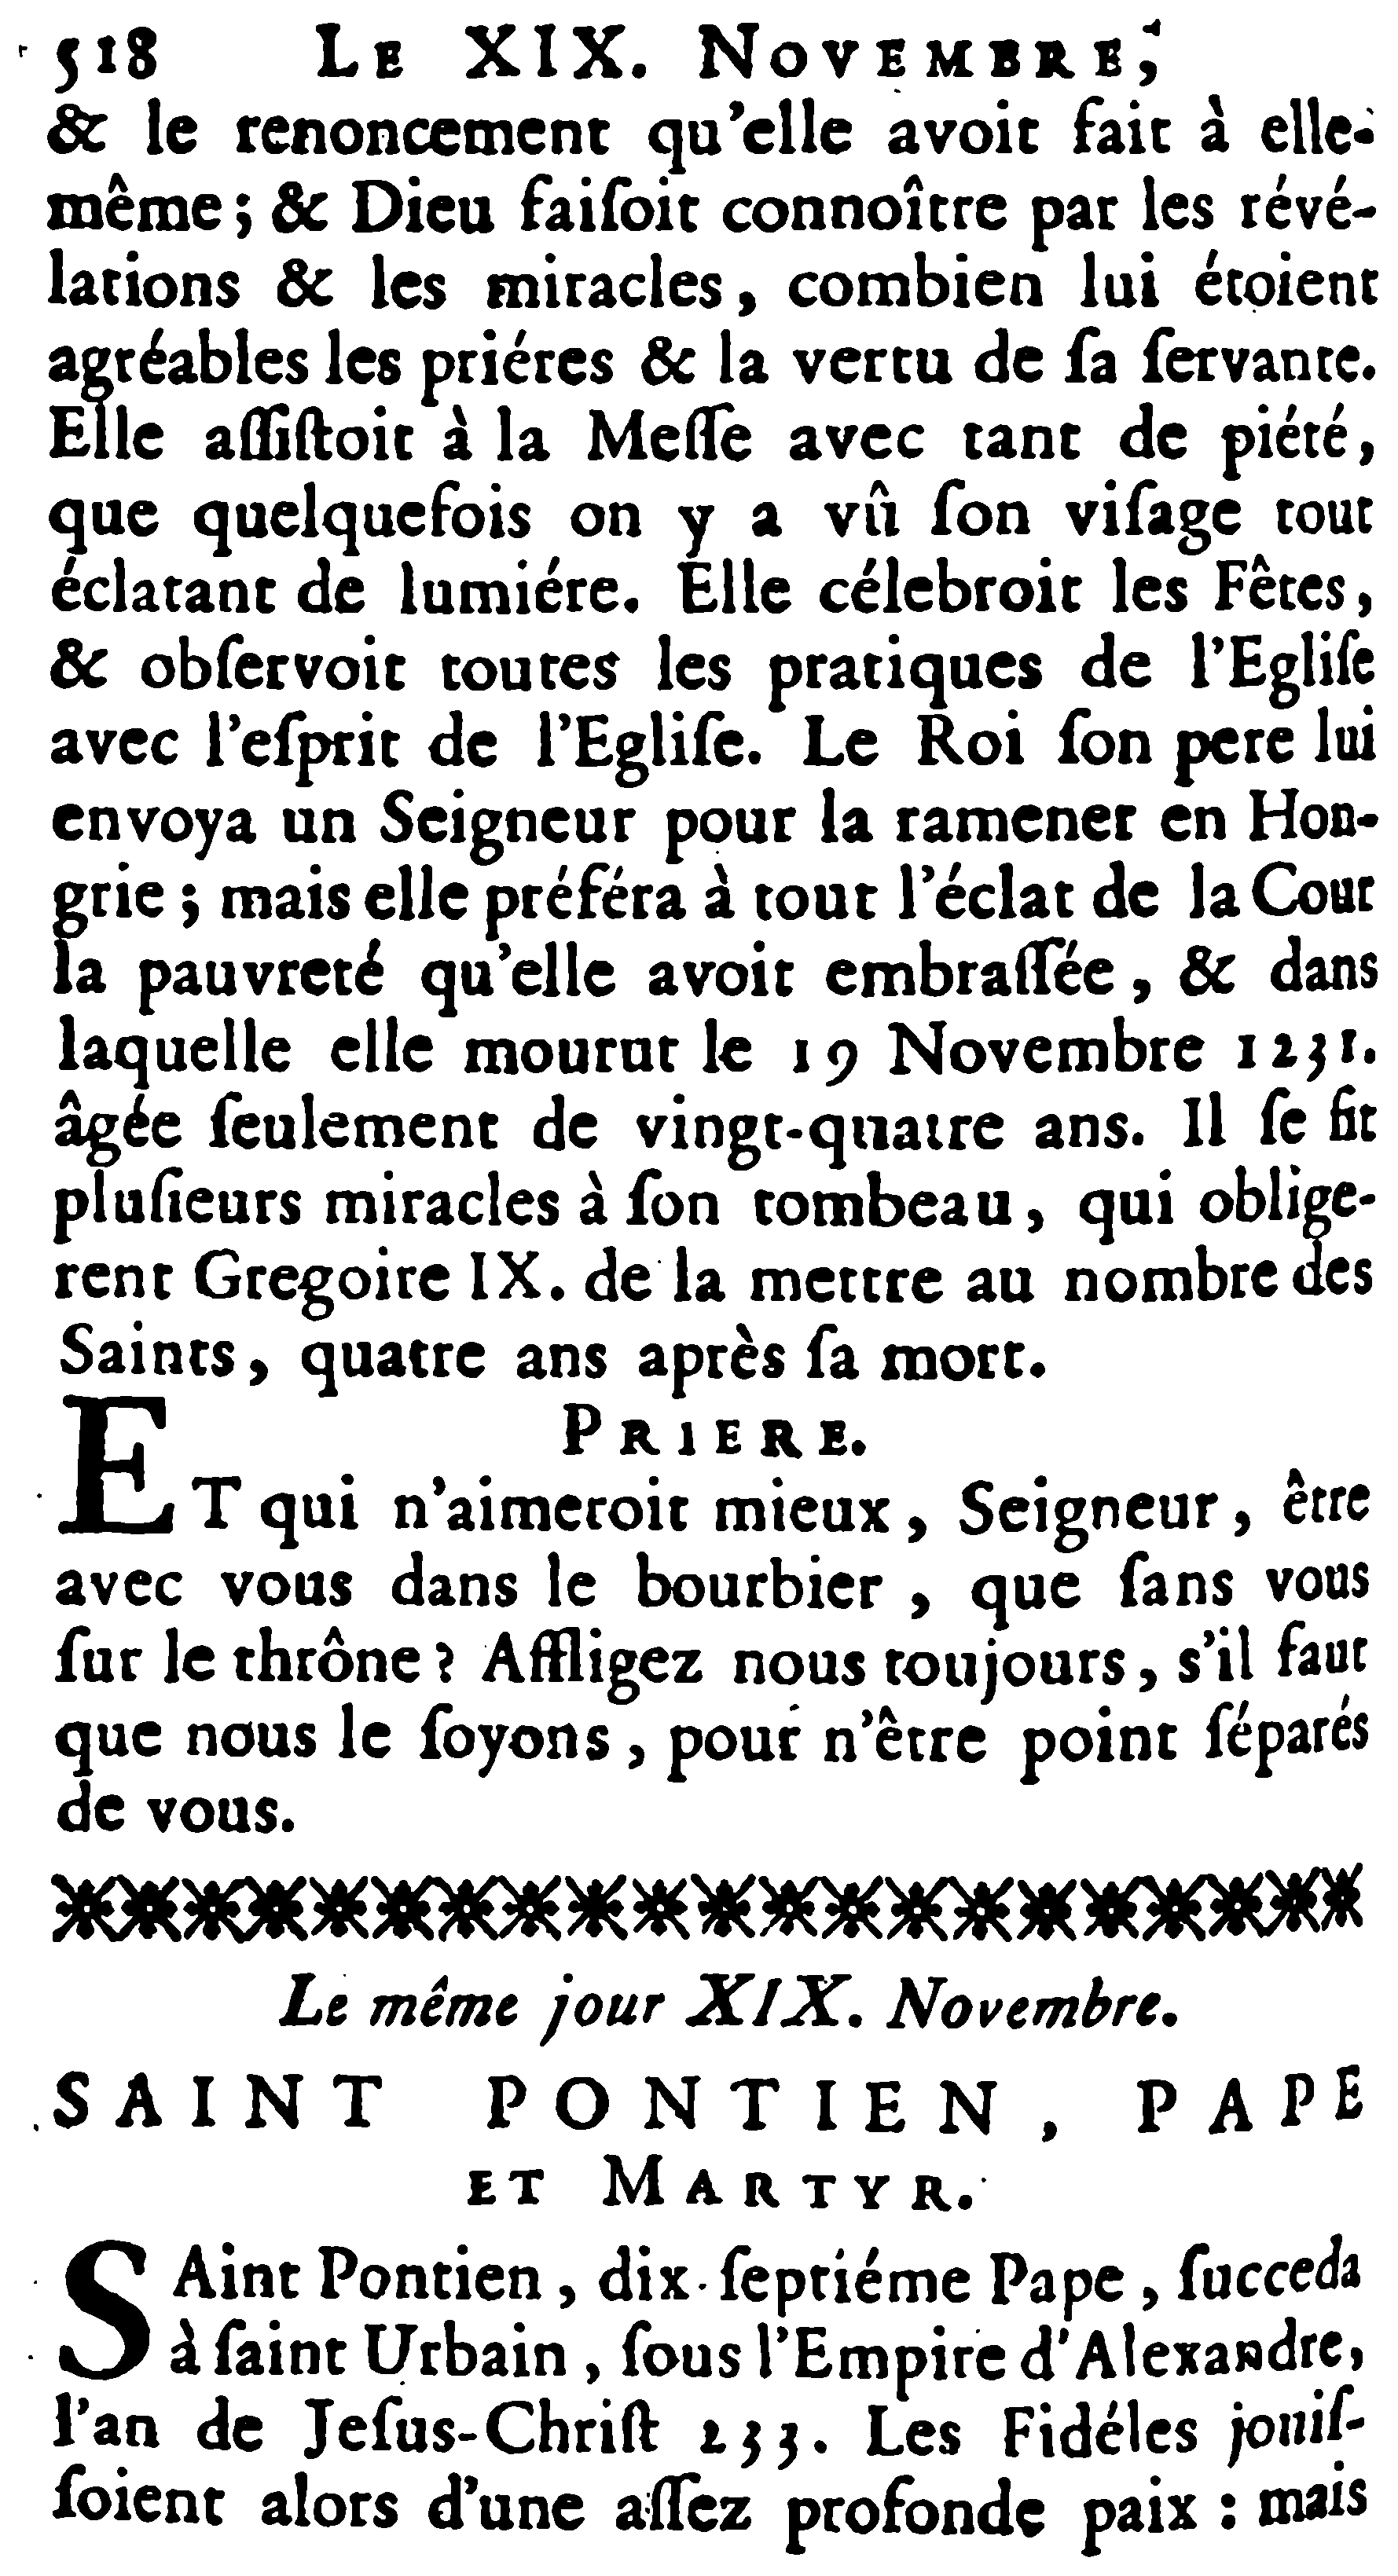 518 LE XIX. NOVEMBRE,
& le renoncement qu'elle avoit fait à elle-
même ; & Dieu faiſoit connoître par les révé-
lations & les miracles, combien lui étoient
agréables les priéres & la vertu de ſa ſervante.
Elle aſſiſtoit à la Meſſe avec tant de piété,
que quelquefois on y a vû ſon viſage tout
éclatant de lumiére. Elle célebroit les Fêtes,
& obſervoit toutes les pratiques de l'Egliſe
avec l'eſprit de l'Egliſe. Le Roi ſon pere lui
envoya un Seigneur pour la ramener en Hon-
grie ; mais elle préféra à tout l'éclat de la Cour
la pauvreté qu'elle avoit embraſſée, & dans
laquelle elle mourut le 19 Novembre 1231.
âgée ſeulement de vingt-quatre ans. Il ſe fit
pluſieurs miracles à ſon tombeau, qui oblige-
rent Gregoire IX. de la mettre au nombre des
Saints, quatre ans après ſa mort.
PRIERE.
ET qui n'aimeroit mieux, Seigneur, être
avec vous dans le bourbier, que ſans vous
ſur le thrône ? Affligez nous toujours, s'il faut
que nous le ſoyons, pour n'être point ſéparés
de vous.
Le même jour XIX. Novembre.
SAINT PONTIEN, PAPE
ET MARTYR.
SAint Pontien, dix-ſeptiéme Pape, ſucceda
à ſaint Urbain, ſous l'Empire d'Alexandre,
l'an de Jeſus-Chriſt 233. Les Fidéles jouiſ-
ſoient alors d'une aſſez profonde paix : mais